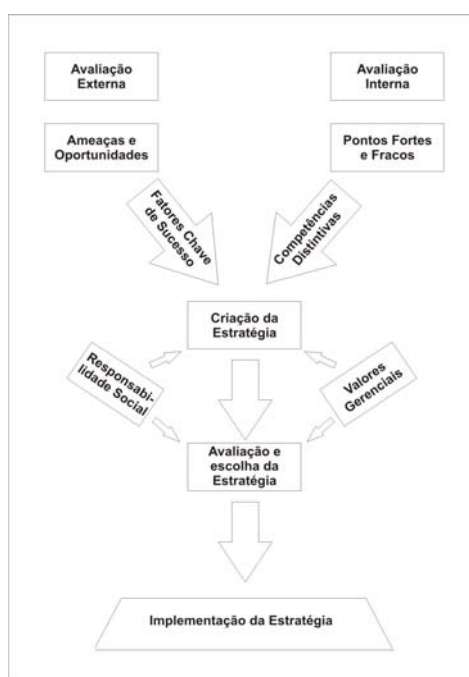 Avaliação
Externa
Avaliação
Interna
Ameaças e
Oportunidades
Pontos Fortes
e Fracos
Fatores Chave
de Sucesso
Competências
Distintivas
Criação da
Estratégia
Responsabi-
lidade Social
Valores
Gerenciais
Avaliação e
escolha da
Estratégia
Implementação da Estratégia